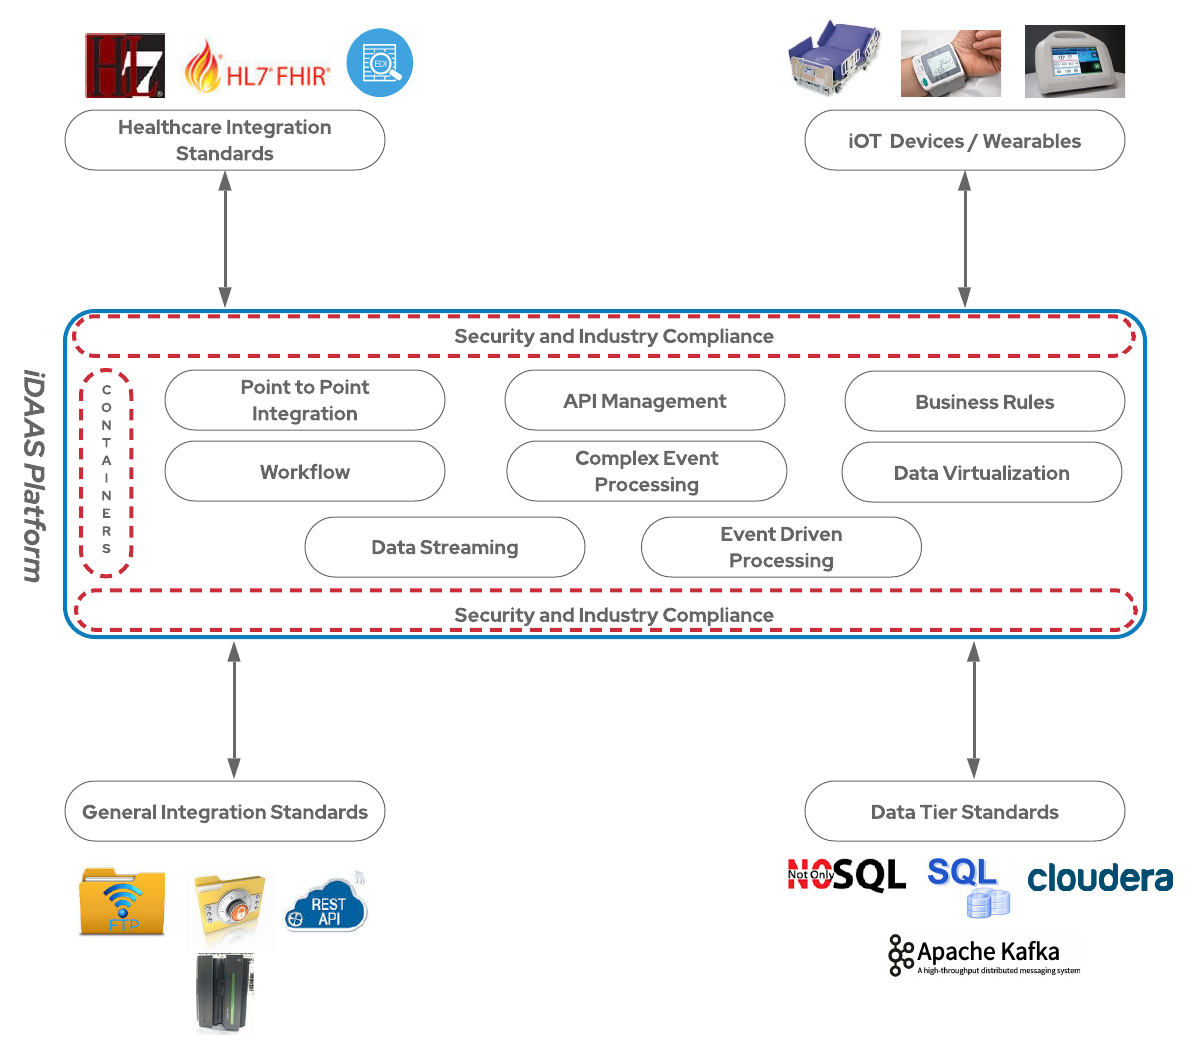 HL7
HL7 FHIR
EDI
Healthcare Integration
Standards
iOT Devices / Wearables
iDAAS Platform
Security and Industry Compliance
CONTAINERS
Point to Point
Integration
API Management
Business Rules
Workflow
Complex Event
Processing
Data Virtualization
Data Streaming
Event Driven
Processing
Security and Industry Compliance
General Integration Standards
Data Tier Standards
FTP
REST
API
NOSQL
Not Only
SQL
cloudera
Apache Kafka
A high-throughput distributed messaging system